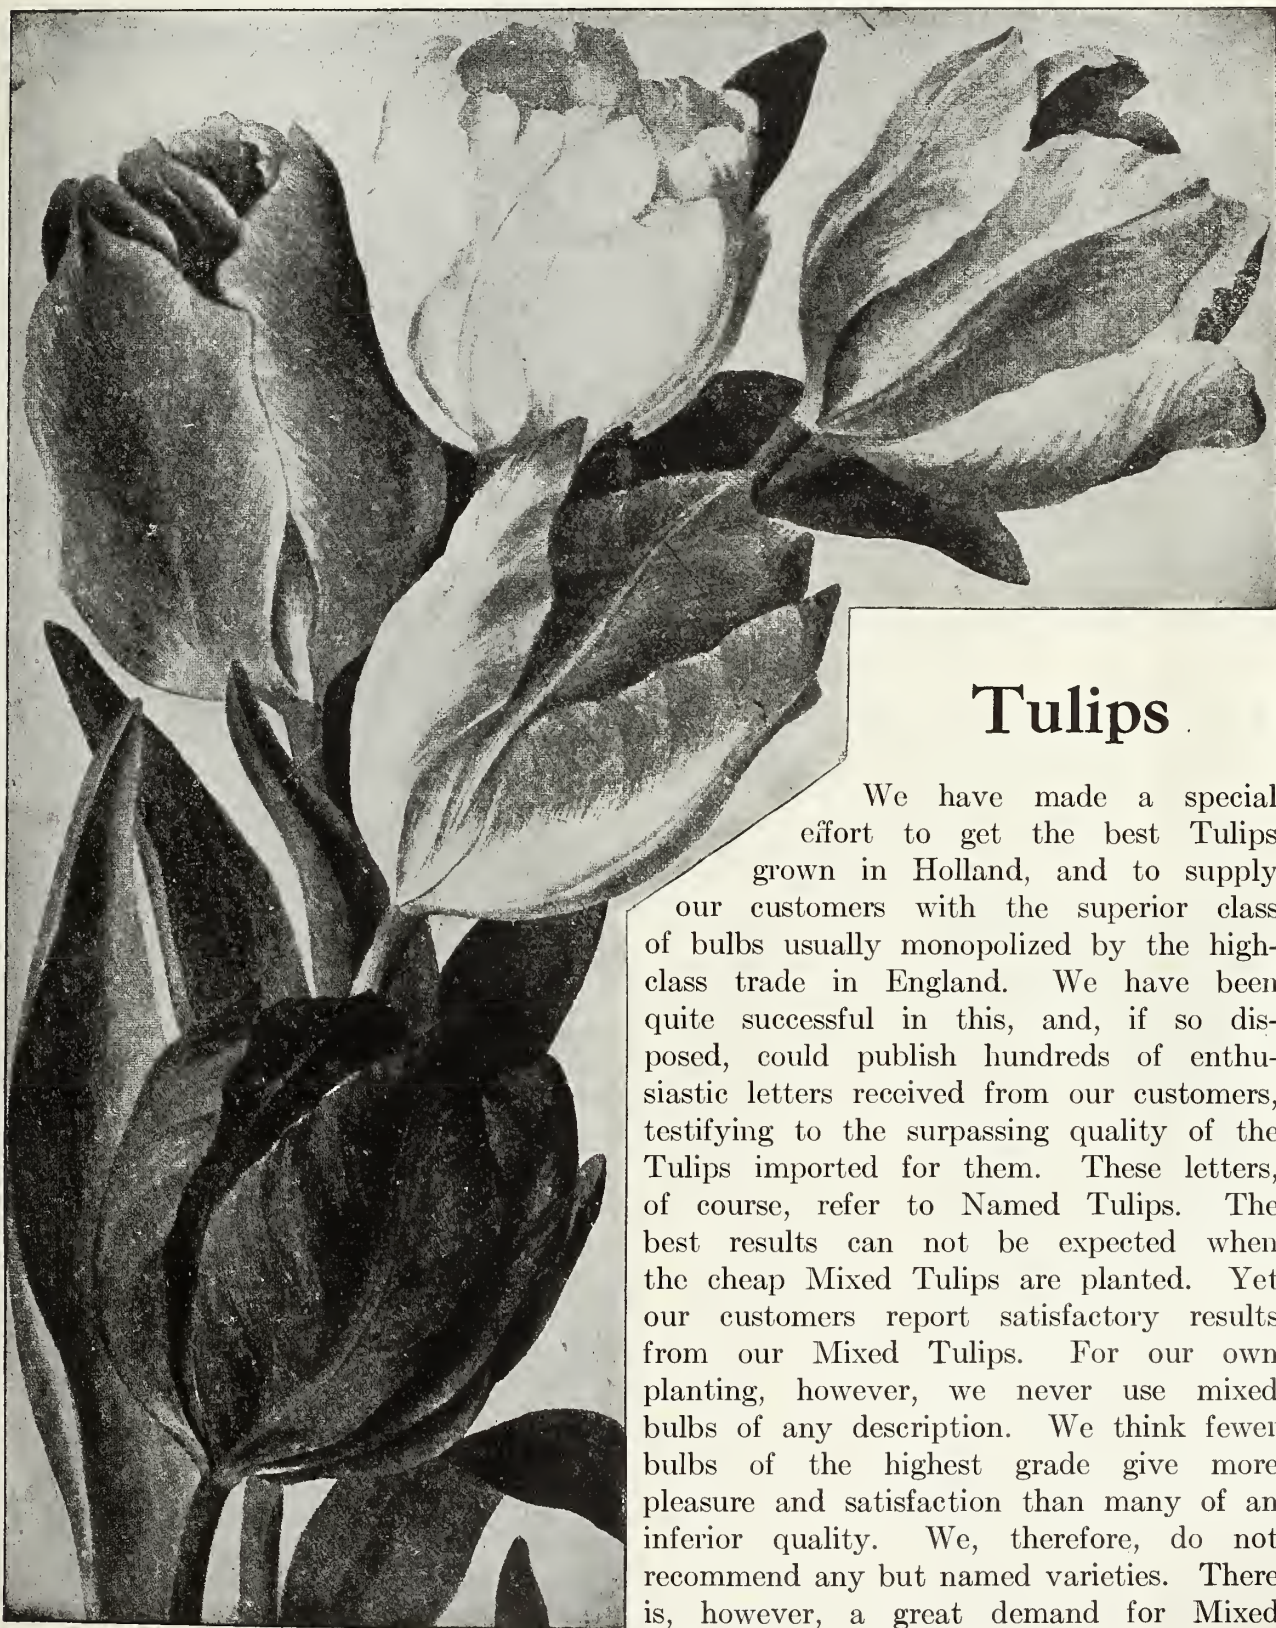 Tulips
We have made a special
effort to get the best Tulips
grown in Holland, and to supply
our customers with the superior class
of bulbs usually monopolized by the high-
class trade in England. We have been
quite successful in this, and, if so dis-
posed, could publish hundreds of enthu-
siastic letters received from our customers,
testifying to the surpassing quality of the
Tulips imported for them. These letters,
of course, refer to Named Tulips. The
best results can not be expected when
the cheap Mixed Tulips are planted. Yet
our customers report satisfactory results
from our Mixed Tulips. For our own
planting, however, we never use mixed
bulbs of any description. We think fewer
bulbs of the highest grade give more
pleasure and satisfaction than many of an
inferior quality. We, therefore, do not
recommend any but named varieties. There
is, however, a great demand for Mixed